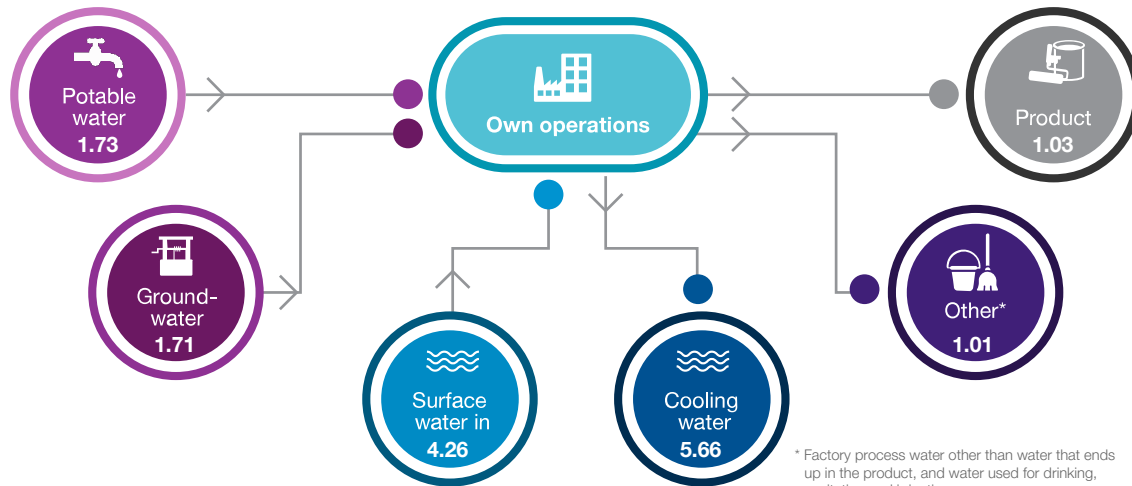 Potable
water
1.73
Own operations
Product
1.03
Ground-
water
1.71
Other*
1.01
Surface
water in
4.26
Cooling
water
5.66
* Factory process water other than water that ends
up in the product, and water used for drinking,